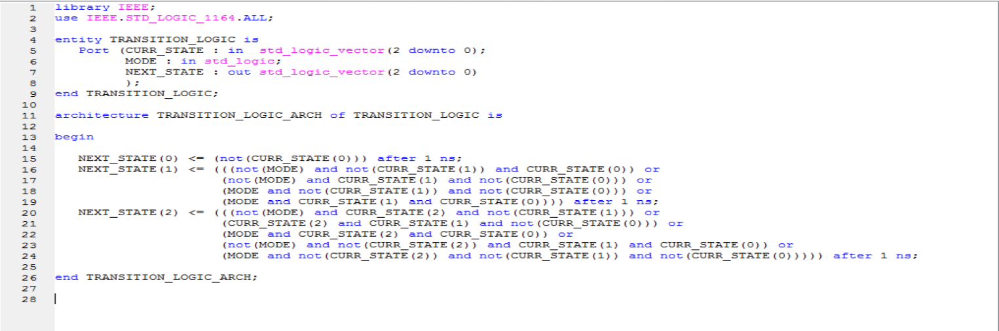 1 library IEEE;
2 use IEEE.STD_LOGIC_1164.ALL;
3
4 entity TRANSITION_LOGIC is
5 Port (CURR_STATE : in  std_logic_vector(2 downto 0);
6 MODE : in std_logic;
7 NEXT_STATE : out std_logic_vector(2 downto 0)
8 );
9 end TRANSITION_LOGIC;
10
11 architecture TRANSITION_LOGIC_ARCH of TRANSITION_LOGIC is
12
13 begin
14
15 NEXT_STATE(0) <= (not(CURR_STATE(0))) after 1 ns;
16 NEXT_STATE(1) <= (((not(MODE) and not(CURR_STATE(1)) and CURR_STATE(0)) or
17 (not(MODE) and CURR_STATE(1) and not(CURR_STATE(0))) or
18 (MODE and not(CURR_STATE(1)) and not(CURR_STATE(0))) or
19 (MODE and CURR_STATE(1) and CURR_STATE(0)))) after 1 ns;
20 NEXT_STATE(2) <= (((not(MODE) and CURR_STATE(2) and not(CURR_STATE(1))) or
21 (CURR_STATE(2) and CURR_STATE(1) and not(CURR_STATE(0))) or
22 (MODE and CURR_STATE(2) and CURR_STATE(0)) or
23 (not(MODE) and not(CURR_STATE(2)) and CURR_STATE(1) and CURR_STATE(0)) or
24 (MODE and not(CURR_STATE(2)) and not(CURR_STATE(1)) and not(CURR_STATE(0))))) after 1 ns;
25
26 end TRANSITION_LOGIC_ARCH;
27
28